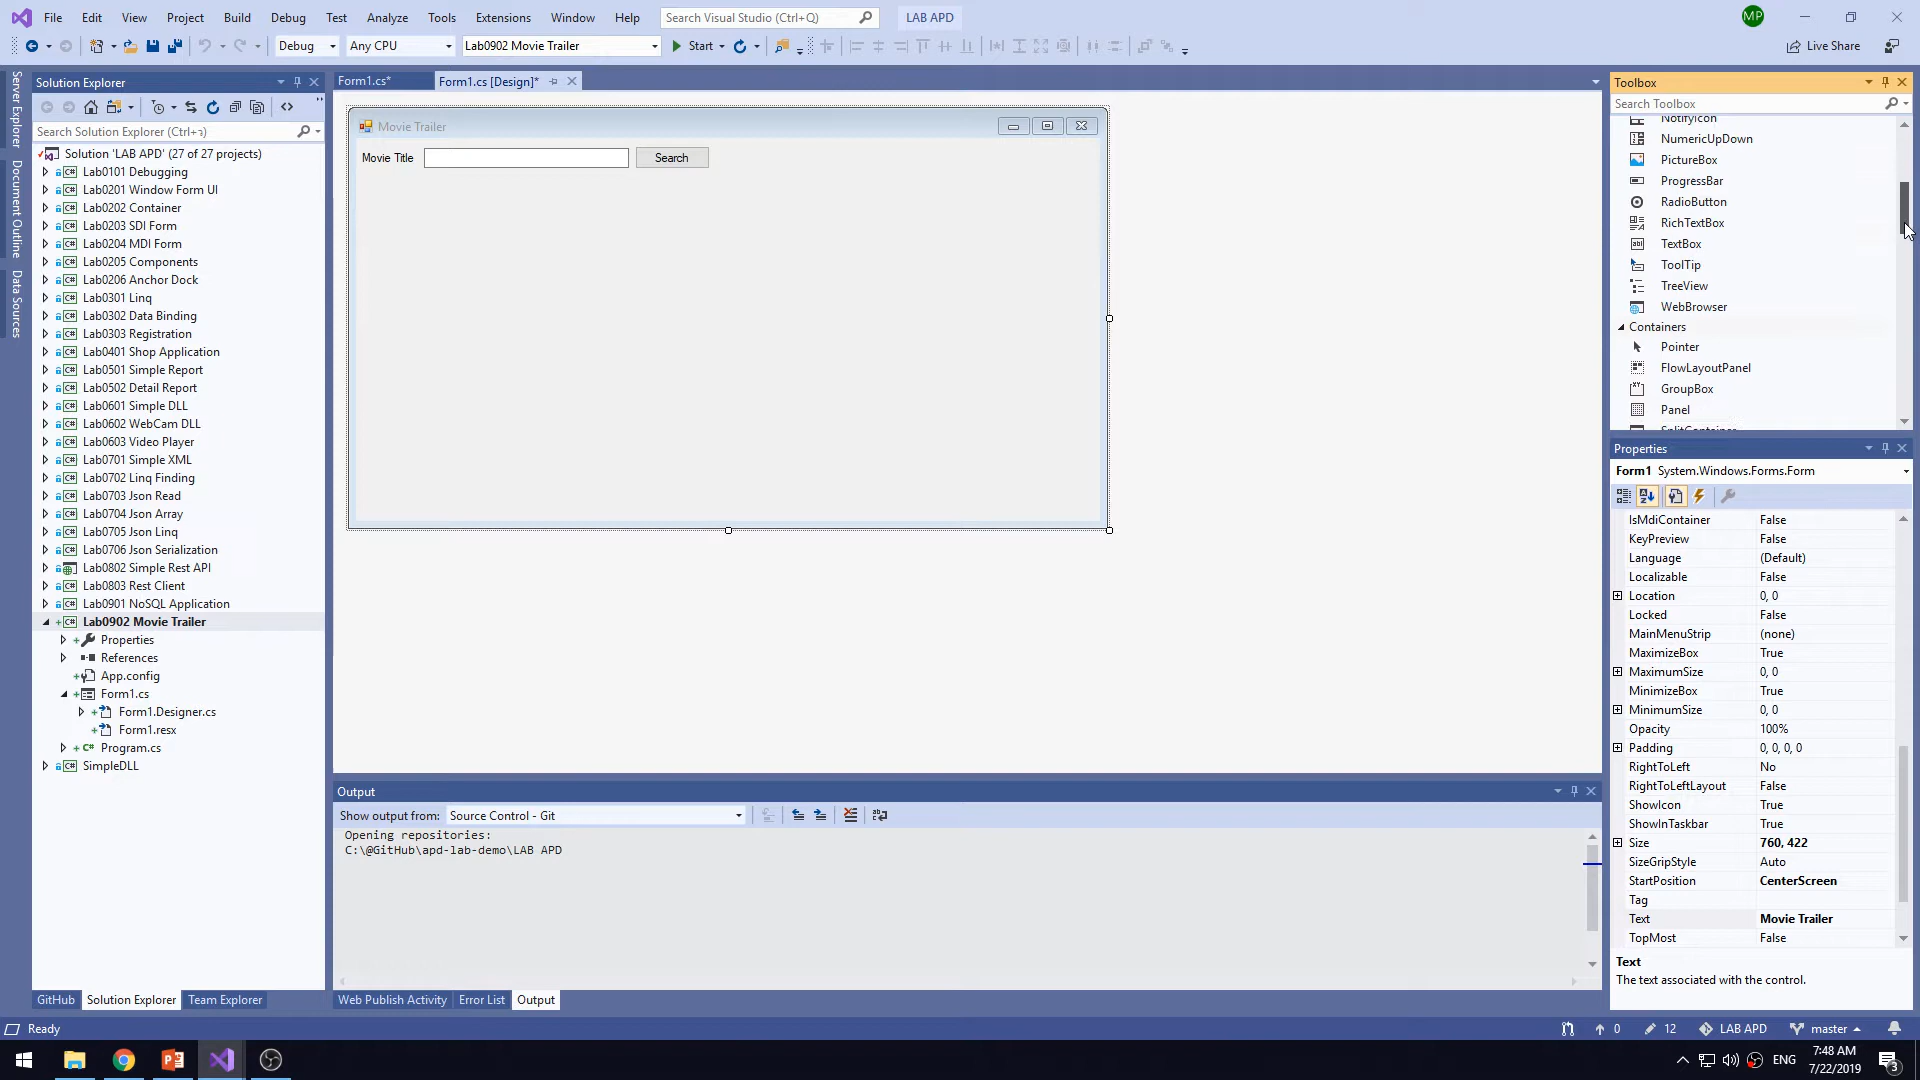 File Edit View Project Build Debug Test Analyze Tools Extensions Window Help Search Visual Studio (Ctrl+Q) LAB APD MP
Debug Any CPU Lab0902 Movie Trailer Start Live Share
Server Explorer
Document Outline
Data Sources
Solution Explorer
Search Solution Explorer (Ctrl+ว)
Solution 'LAB APD' (27 of 27 projects)
C# Lab0101 Debugging
C# Lab0201 Window Form UI
C# Lab0202 Container
C# Lab0203 SDI Form
C# Lab0204 MDI Form
C# Lab0205 Components
C# Lab0206 Anchor Dock
C# Lab0301 Linq
C# Lab0302 Data Binding
C# Lab0303 Registration
C# Lab0401 Shop Application
C# Lab0501 Simple Report
C# Lab0502 Detail Report
C# Lab0601 Simple DLL
C# Lab0602 WebCam DLL
C# Lab0603 Video Player
C# Lab0701 Simple XML
C# Lab0702 Linq Finding
C# Lab0703 Json Read
C# Lab0704 Json Array
C# Lab0705 Json Linq
C# Lab0706 Json Serialization
Lab0802 Simple Rest API
C# Lab0803 Rest Client
C# Lab0901 NoSQL Application
C# Lab0902 Movie Trailer
Properties
References
App.config
Form1.cs
Form1.Designer.cs
Form1.resx
C# Program.cs
C# SimpleDLL
GitHub Solution Explorer Team Explorer
Form1.cs* Form1.cs [Design]*
Movie Trailer
Movie Title Search
Output
Show output from: Source Control - Git
Opening repositories:
C:\@GitHub\apd-lab-demo\LAB APD
Web Publish Activity Error List Output
Toolbox
Search Toolbox
NotifyIcon
NumericUpDown
PictureBox
ProgressBar
RadioButton
RichTextBox
TextBox
ToolTip
TreeView
WebBrowser
Containers
Pointer
FlowLayoutPanel
GroupBox
Panel
SplitContainer
Properties
Form1 System.Windows.Forms.Form
IsMdiContainer False
KeyPreview False
Language (Default)
Localizable False
Location 0, 0
Locked False
MainMenuStrip (none)
MaximizeBox True
MaximumSize 0, 0
MinimizeBox True
MinimumSize 0, 0
Opacity 100%
Padding 0, 0, 0, 0
RightToLeft No
RightToLeftLayout False
ShowIcon True
ShowInTaskbar True
Size 760, 422
SizeGripStyle Auto
StartPosition CenterScreen
Tag
Text Movie Trailer
TopMost False
Text
The text associated with the control.
Ready 0 12 LAB APD master
ENG 7:48 AM
7/22/2019 3